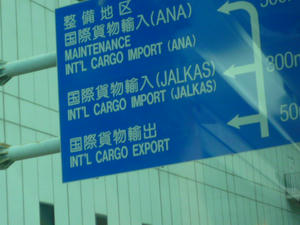 整備地区
国際貨物輸入(ANA)
MAINTENANCE
INT'L CARGO IMPORT (ANA)
国際貨物輸入(JALKAS)
INT'L CARGO IMPORT (JALKAS)
国際貨物輸出
INT'L CARGO EXPORT
300m